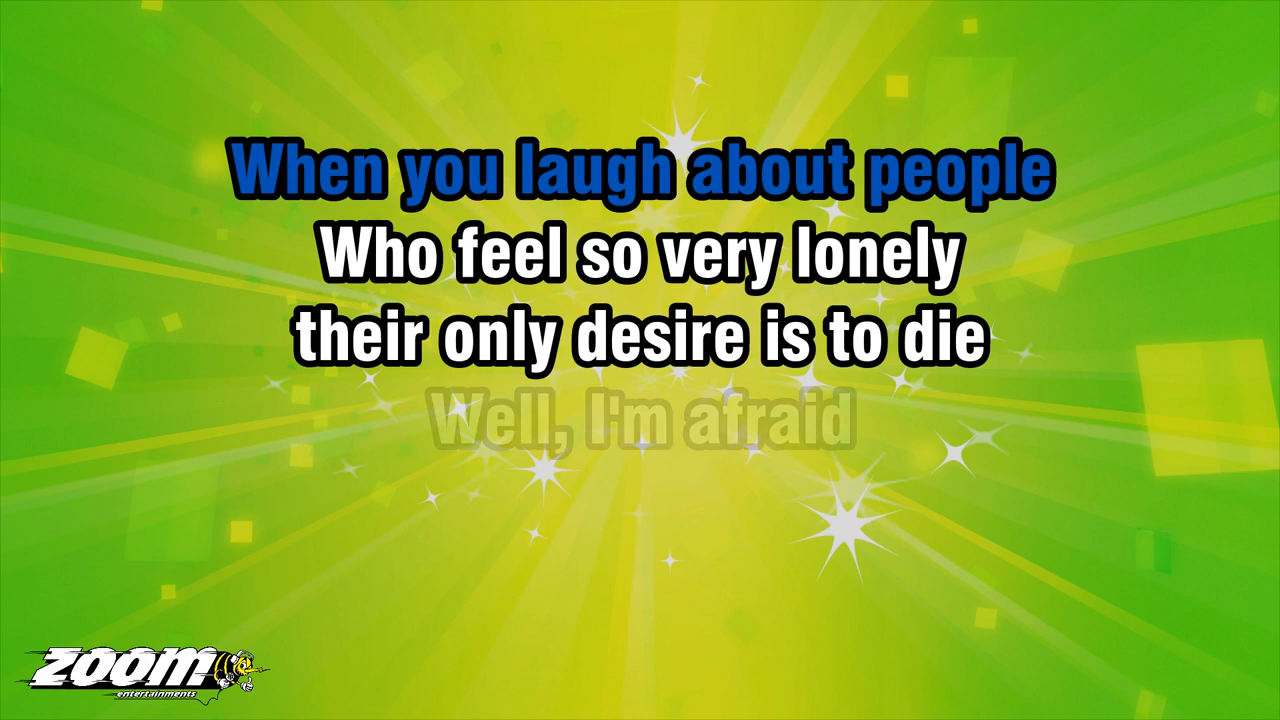 When you laugh about people
Who feel so very lonely
their only desire is to die
Well, I'm afraid
zoom
entertainments